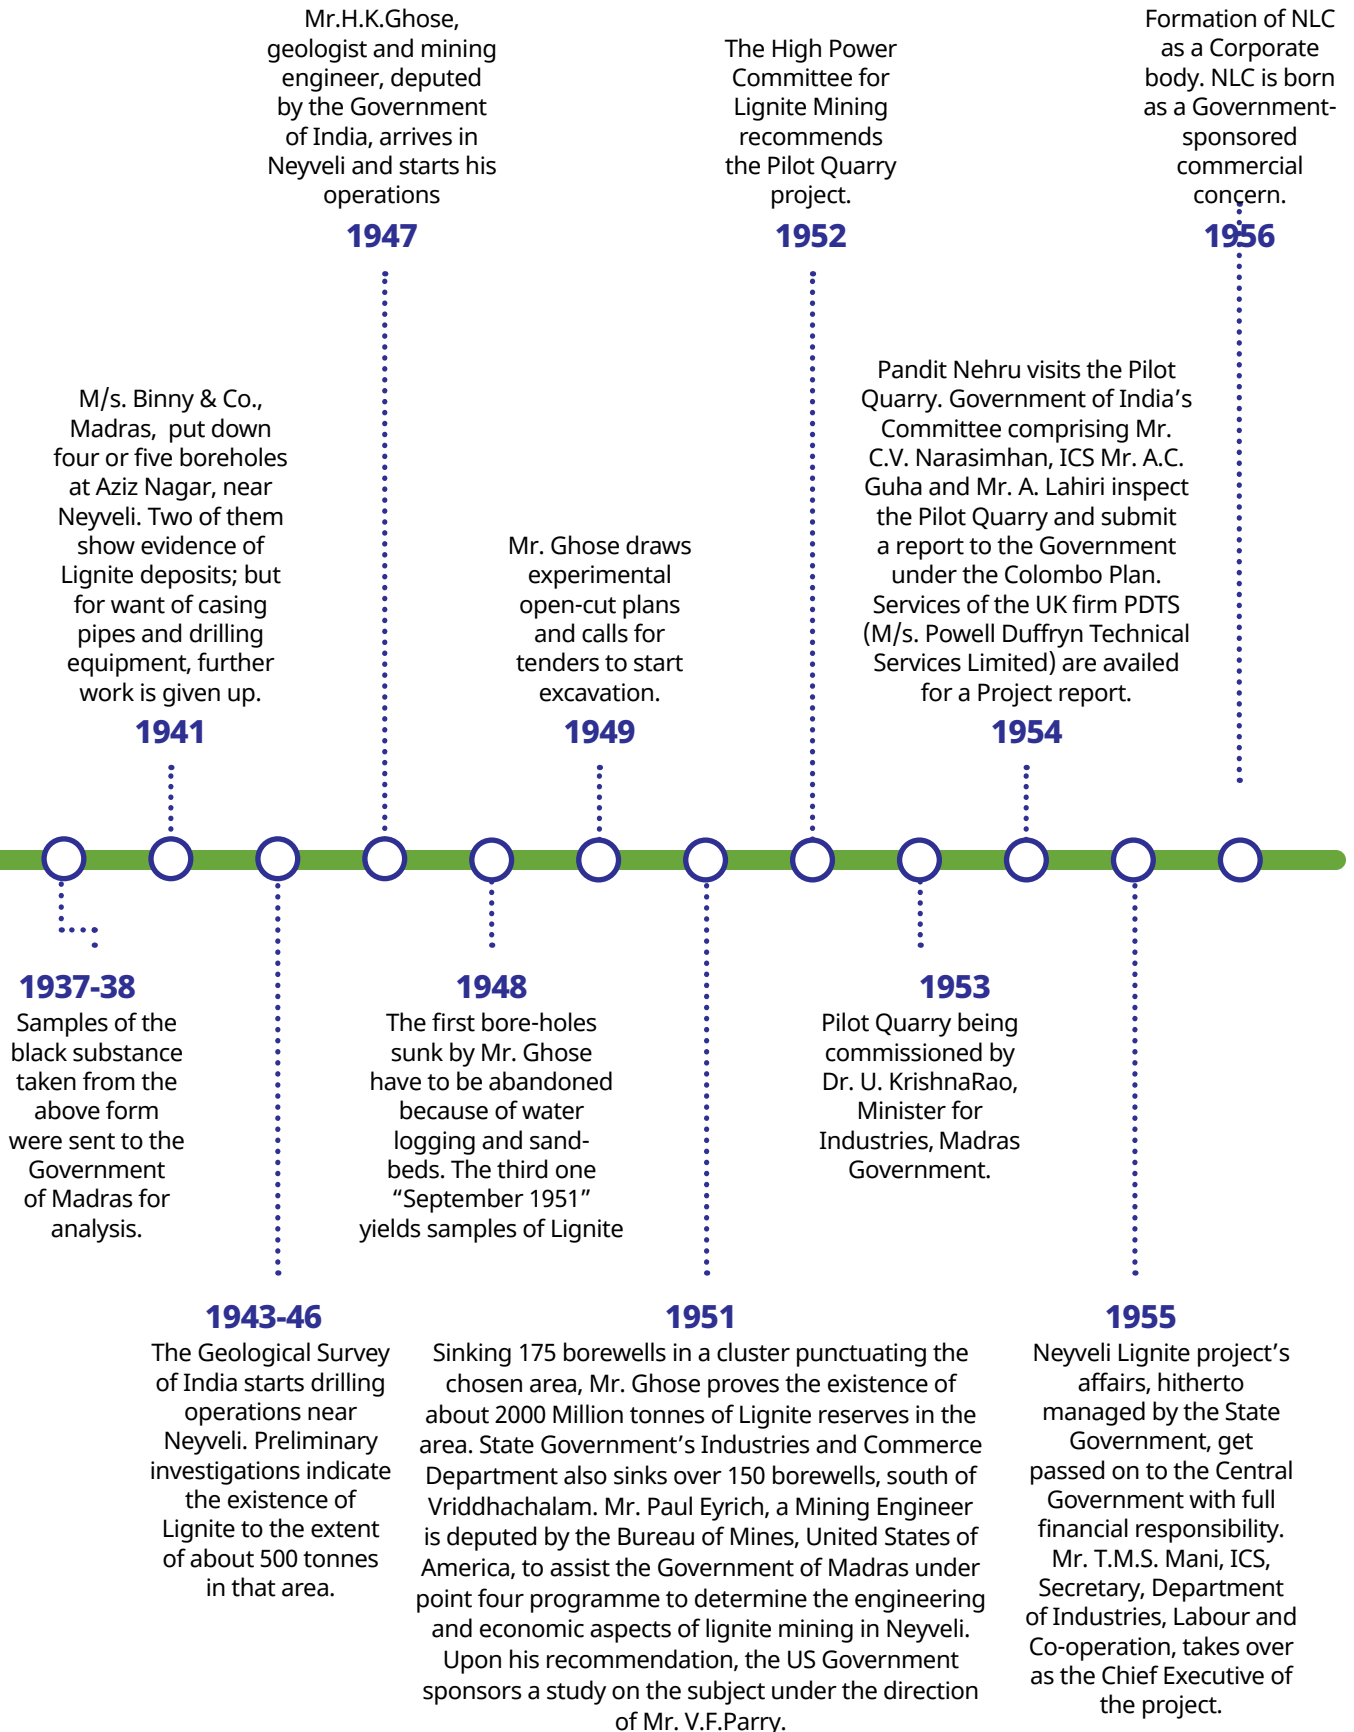 Mr.H.K.Ghose,
geologist and mining
engineer, deputed
by the Government
of India, arrives in
Neyveli and starts his
operations
1947
The High Power
Committee for
Lignite Mining
recommends
the Pilot Quarry
project.
1952
Formation of NLC
as a Corporate
body. NLC is born
as a Government-
sponsored
commercial
concern.
1956
M/s. Binny & Co.,
Madras, put down
four or five boreholes
at Aziz Nagar, near
Neyveli. Two of them
show evidence of
Lignite deposits; but
for want of casing
pipes and drilling
equipment, further
work is given up.
1941
Mr. Ghose draws
experimental
open-cut plans
and calls for
tenders to start
excavation.
1949
Pandit Nehru visits the Pilot
Quarry. Government of India’s
Committee comprising Mr.
C.V. Narasimhan, ICS Mr. A.C.
Guha and Mr. A. Lahiri inspect
the Pilot Quarry and submit
a report to the Government
under the Colombo Plan.
Services of the UK firm PDTS
(M/s. Powell Duffryn Technical
Services Limited) are availed
for a Project report.
1954
1937-38
Samples of the
black substance
taken from the
above form
were sent to the
Government
of Madras for
analysis.
1948
The first bore-holes
sunk by Mr. Ghose
have to be abandoned
because of water
logging and sand-
beds. The third one
“September 1951”
yields samples of Lignite
1953
Pilot Quarry being
commissioned by
Dr. U. KrishnaRao,
Minister for
Industries, Madras
Government.
1943-46
The Geological Survey
of India starts drilling
operations near
Neyveli. Preliminary
investigations indicate
the existence of
Lignite to the extent
of about 500 tonnes
in that area.
1951
Sinking 175 borewells in a cluster punctuating the
chosen area, Mr. Ghose proves the existence of
about 2000 Million tonnes of Lignite reserves in the
area. State Government’s Industries and Commerce
Department also sinks over 150 borewells, south of
Vriddhachalam. Mr. Paul Eyrich, a Mining Engineer
is deputed by the Bureau of Mines, United States of
America, to assist the Government of Madras under
point four programme to determine the engineering
and economic aspects of lignite mining in Neyveli.
Upon his recommendation, the US Government
sponsors a study on the subject under the direction
of Mr. V.F.Parry.
1955
Neyveli Lignite project’s
affairs, hitherto
managed by the State
Government, get
passed on to the Central
Government with full
financial responsibility.
Mr. T.M.S. Mani, ICS,
Secretary, Department
of Industries, Labour and
Co-operation, takes over
as the Chief Executive of
the project.